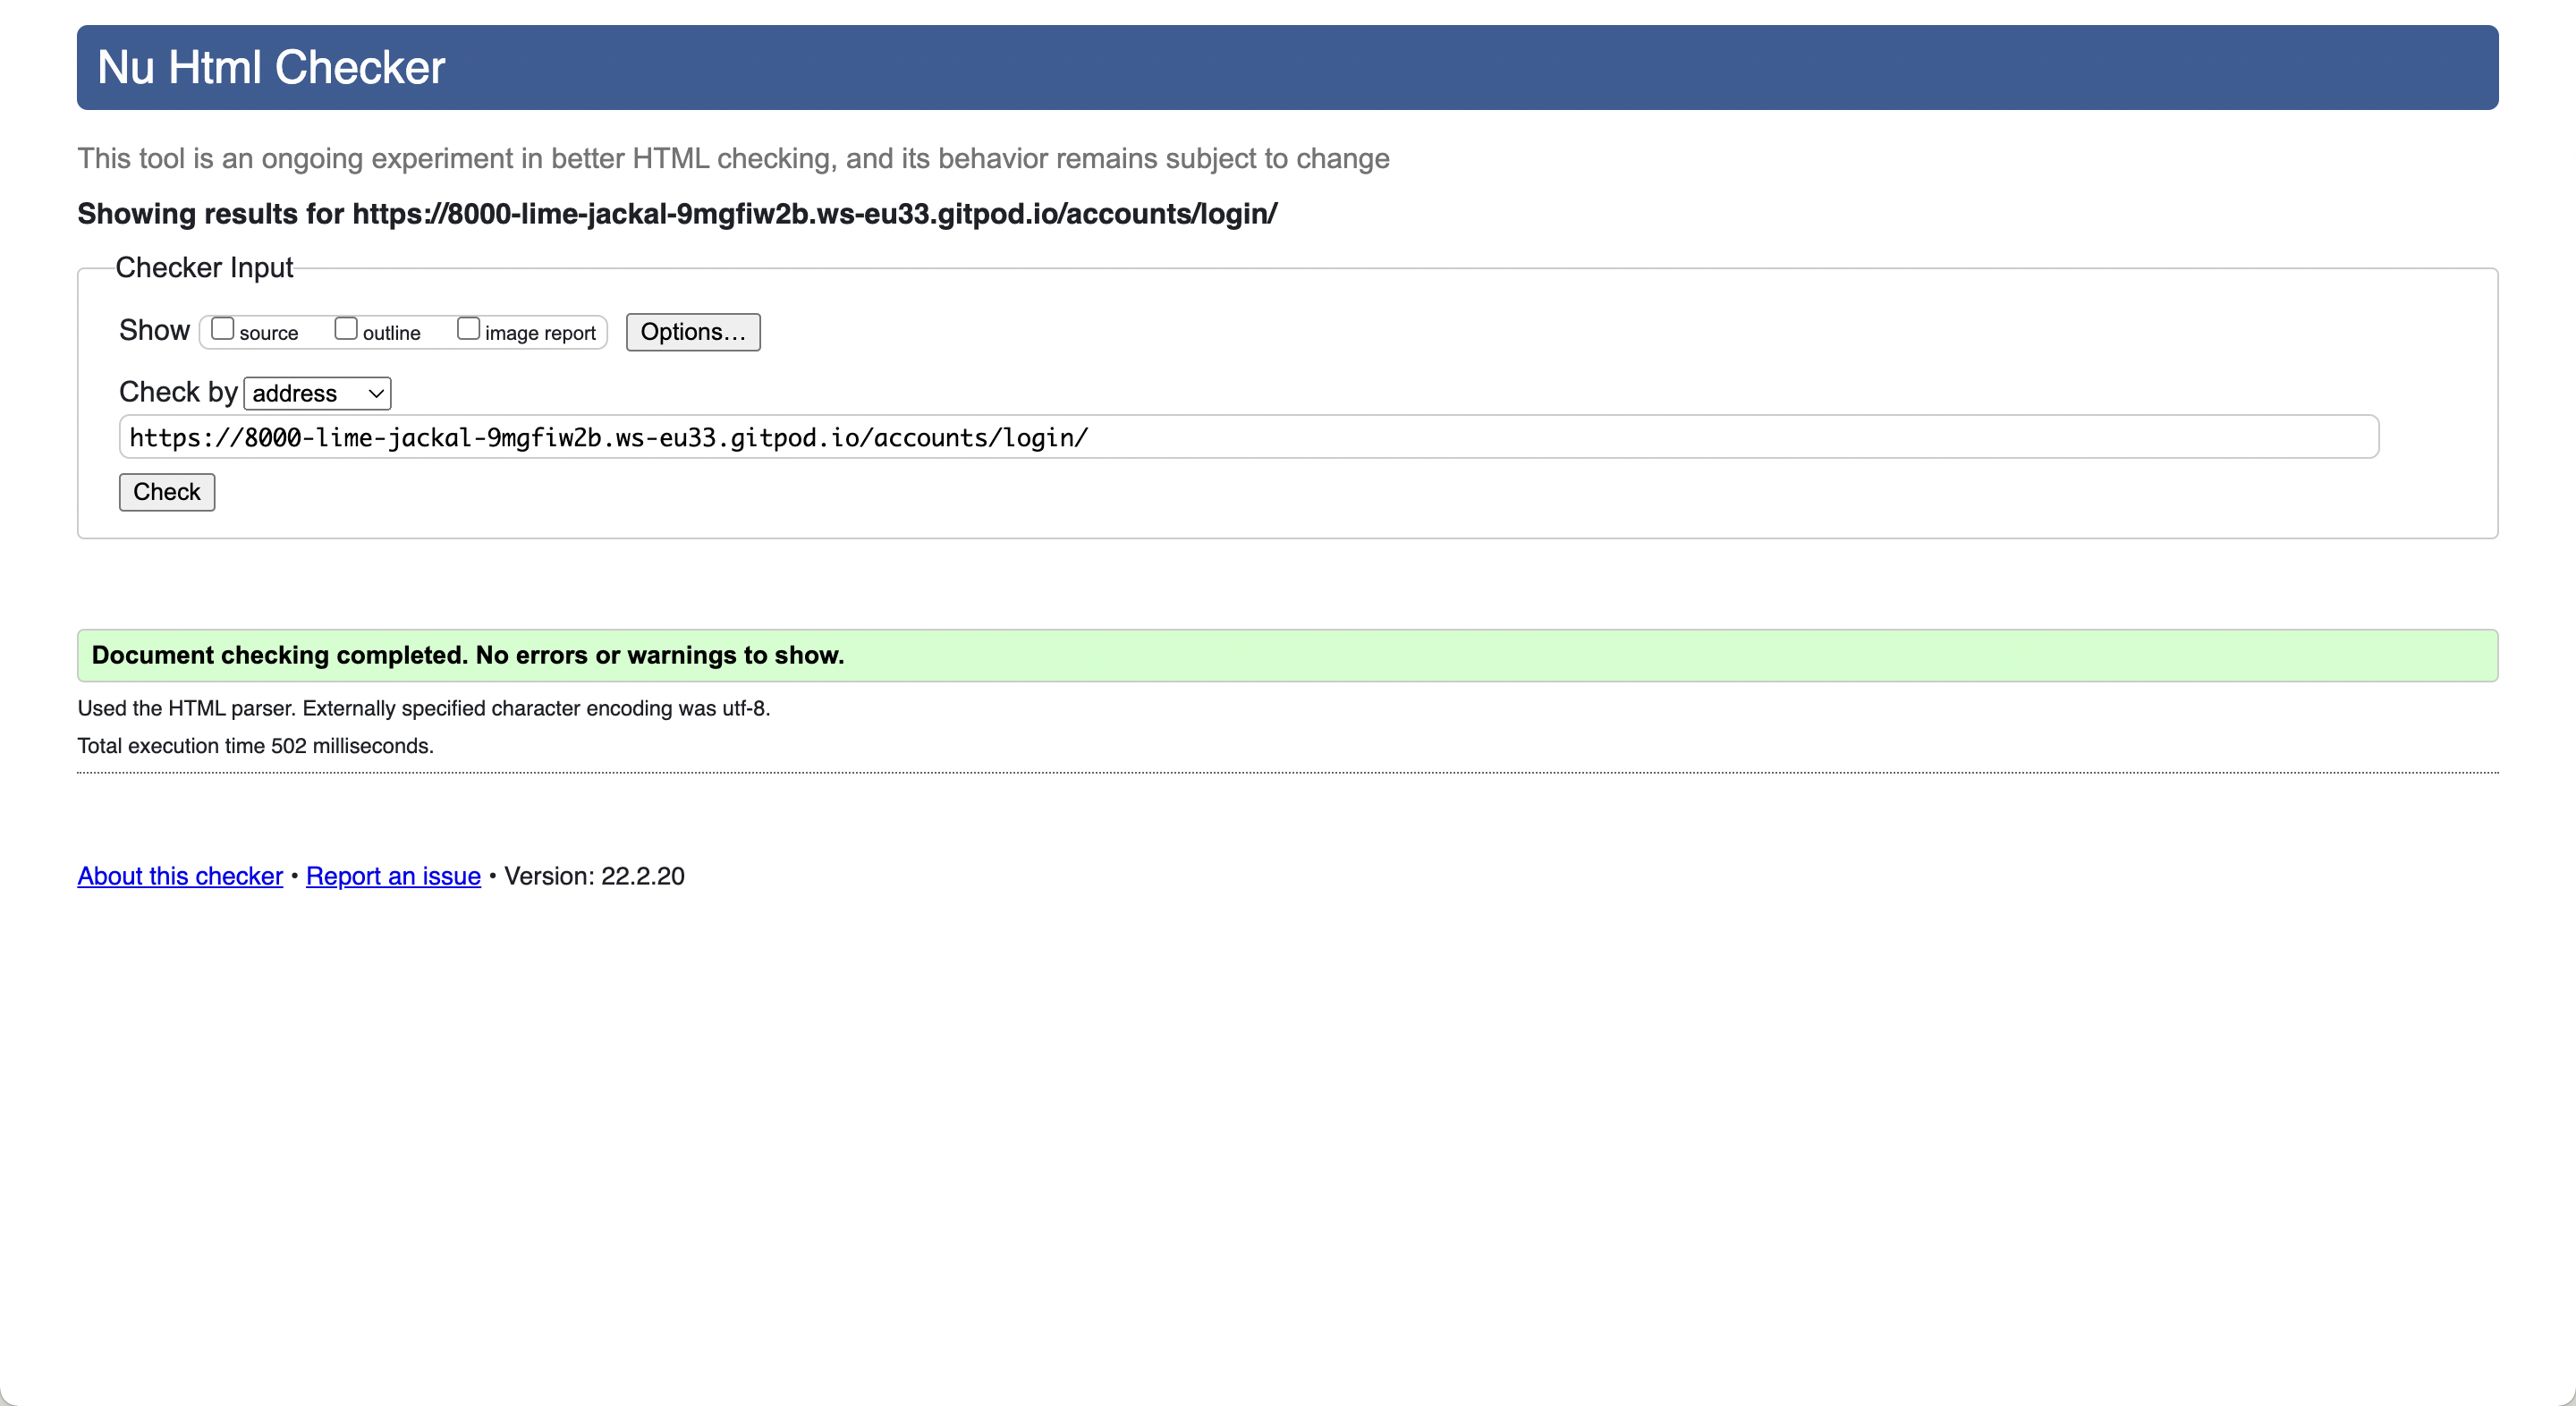 Nu Html Checker
This tool is an ongoing experiment in better HTML checking, and its behavior remains subject to change
Showing results for https://8000-lime-jackal-9mgfiw2b.ws-eu33.gitpod.io/accounts/login/
Checker Input
Show source outline image report Options...
Check by address
https://8000-lime-jackal-9mgfiw2b.ws-eu33.gitpod.io/accounts/login/
Check
Document checking completed. No errors or warnings to show.
Used the HTML parser. Externally specified character encoding was utf-8.
Total execution time 502 milliseconds.
About this checker • Report an issue • Version: 22.2.20